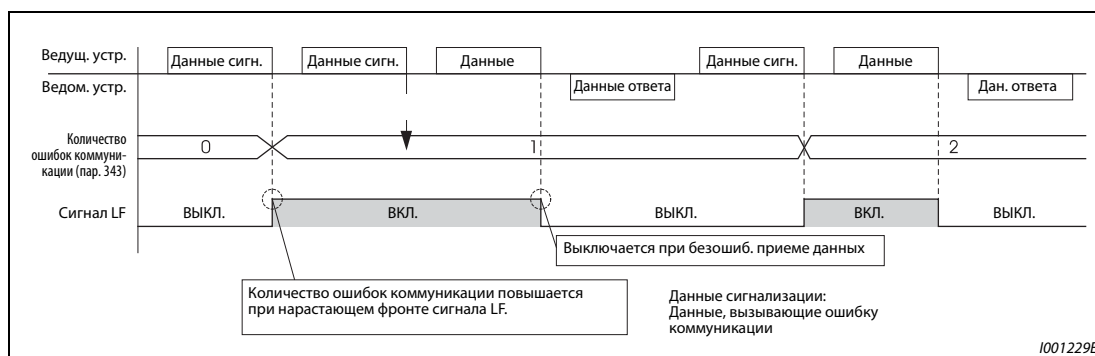 Ведущ. устр.
Данные сигн.
Данные сигн.
Данные
Данные сигн.
Данные
Ведом. устр.
Данные ответа
Дан. ответа
Количество
ошибок коммуни-
кации (пар. 343)
0
1
2
Сигнал LF
ВЫКЛ.
ВКЛ.
ВЫКЛ.
ВКЛ.
ВЫКЛ.
Выключается при безошиб. приеме данных
Количество ошибок коммуникации повышается
при нарастающем фронте сигнала LF.
Данные сигнализации:
Данные, вызывающие ошибку
коммуникации
I001229E